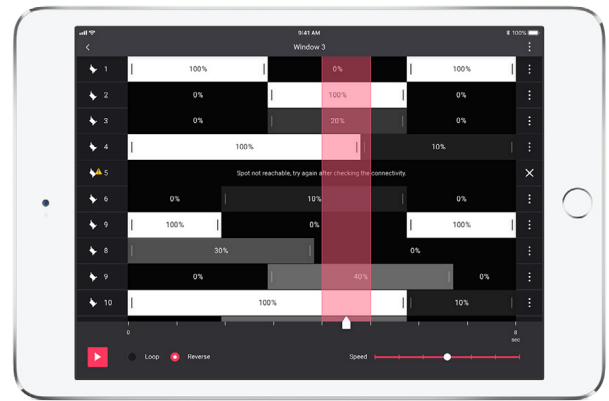 9:41 AM 100%
Window 3
1 100% 0% 100%
2 0% 100% 0%
3 0% 20% 0%
4 100% 10%
5 Spot not reachable, try again after checking the connectivity.
6 0% 10% 0%
9 100% 0% 100%
8 30% 0%
9 0% 40% 0%
10 100% 10%
0 8
sec
Loop Reverse Speed